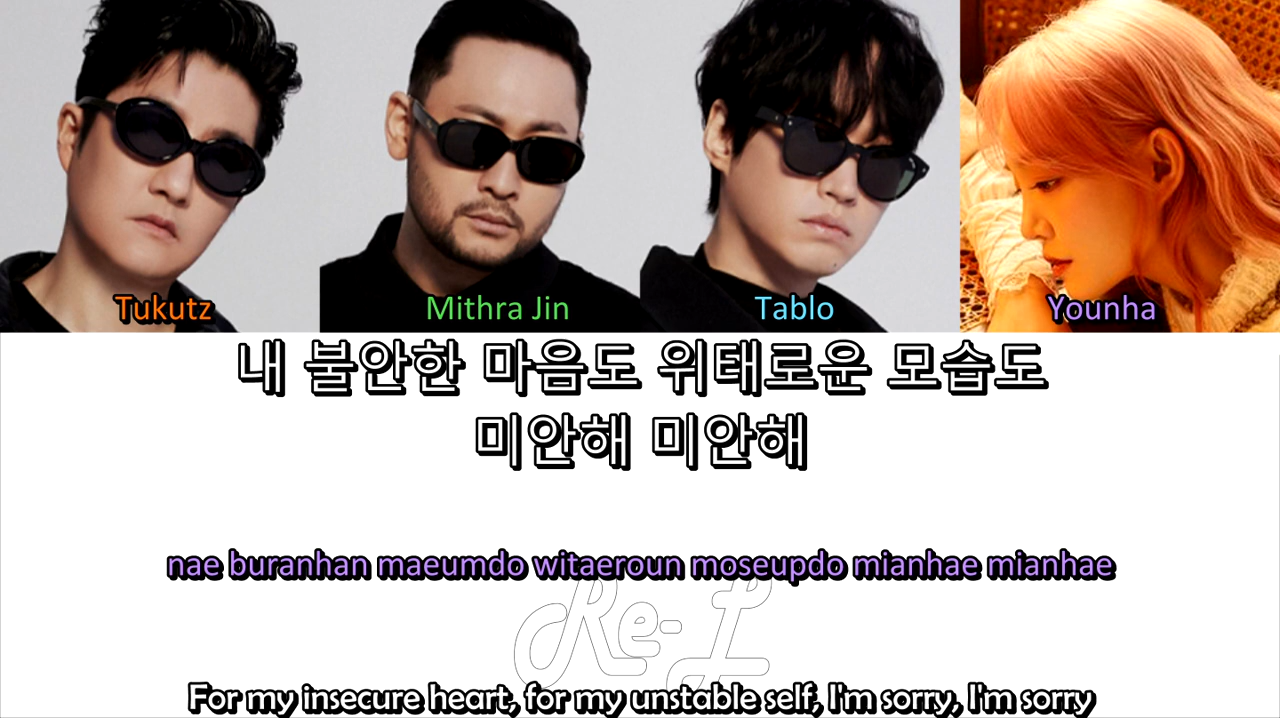 Tukutz
Mithra Jin
Tablo
Younha
내 불안한 마음도 위태로운 모습도
미안해 미안해
nae buranhan maeumdo witaeroun moseupdo mianhae mianhae
Re-L
For my insecure heart, for my unstable self, I'm sorry, I'm sorry